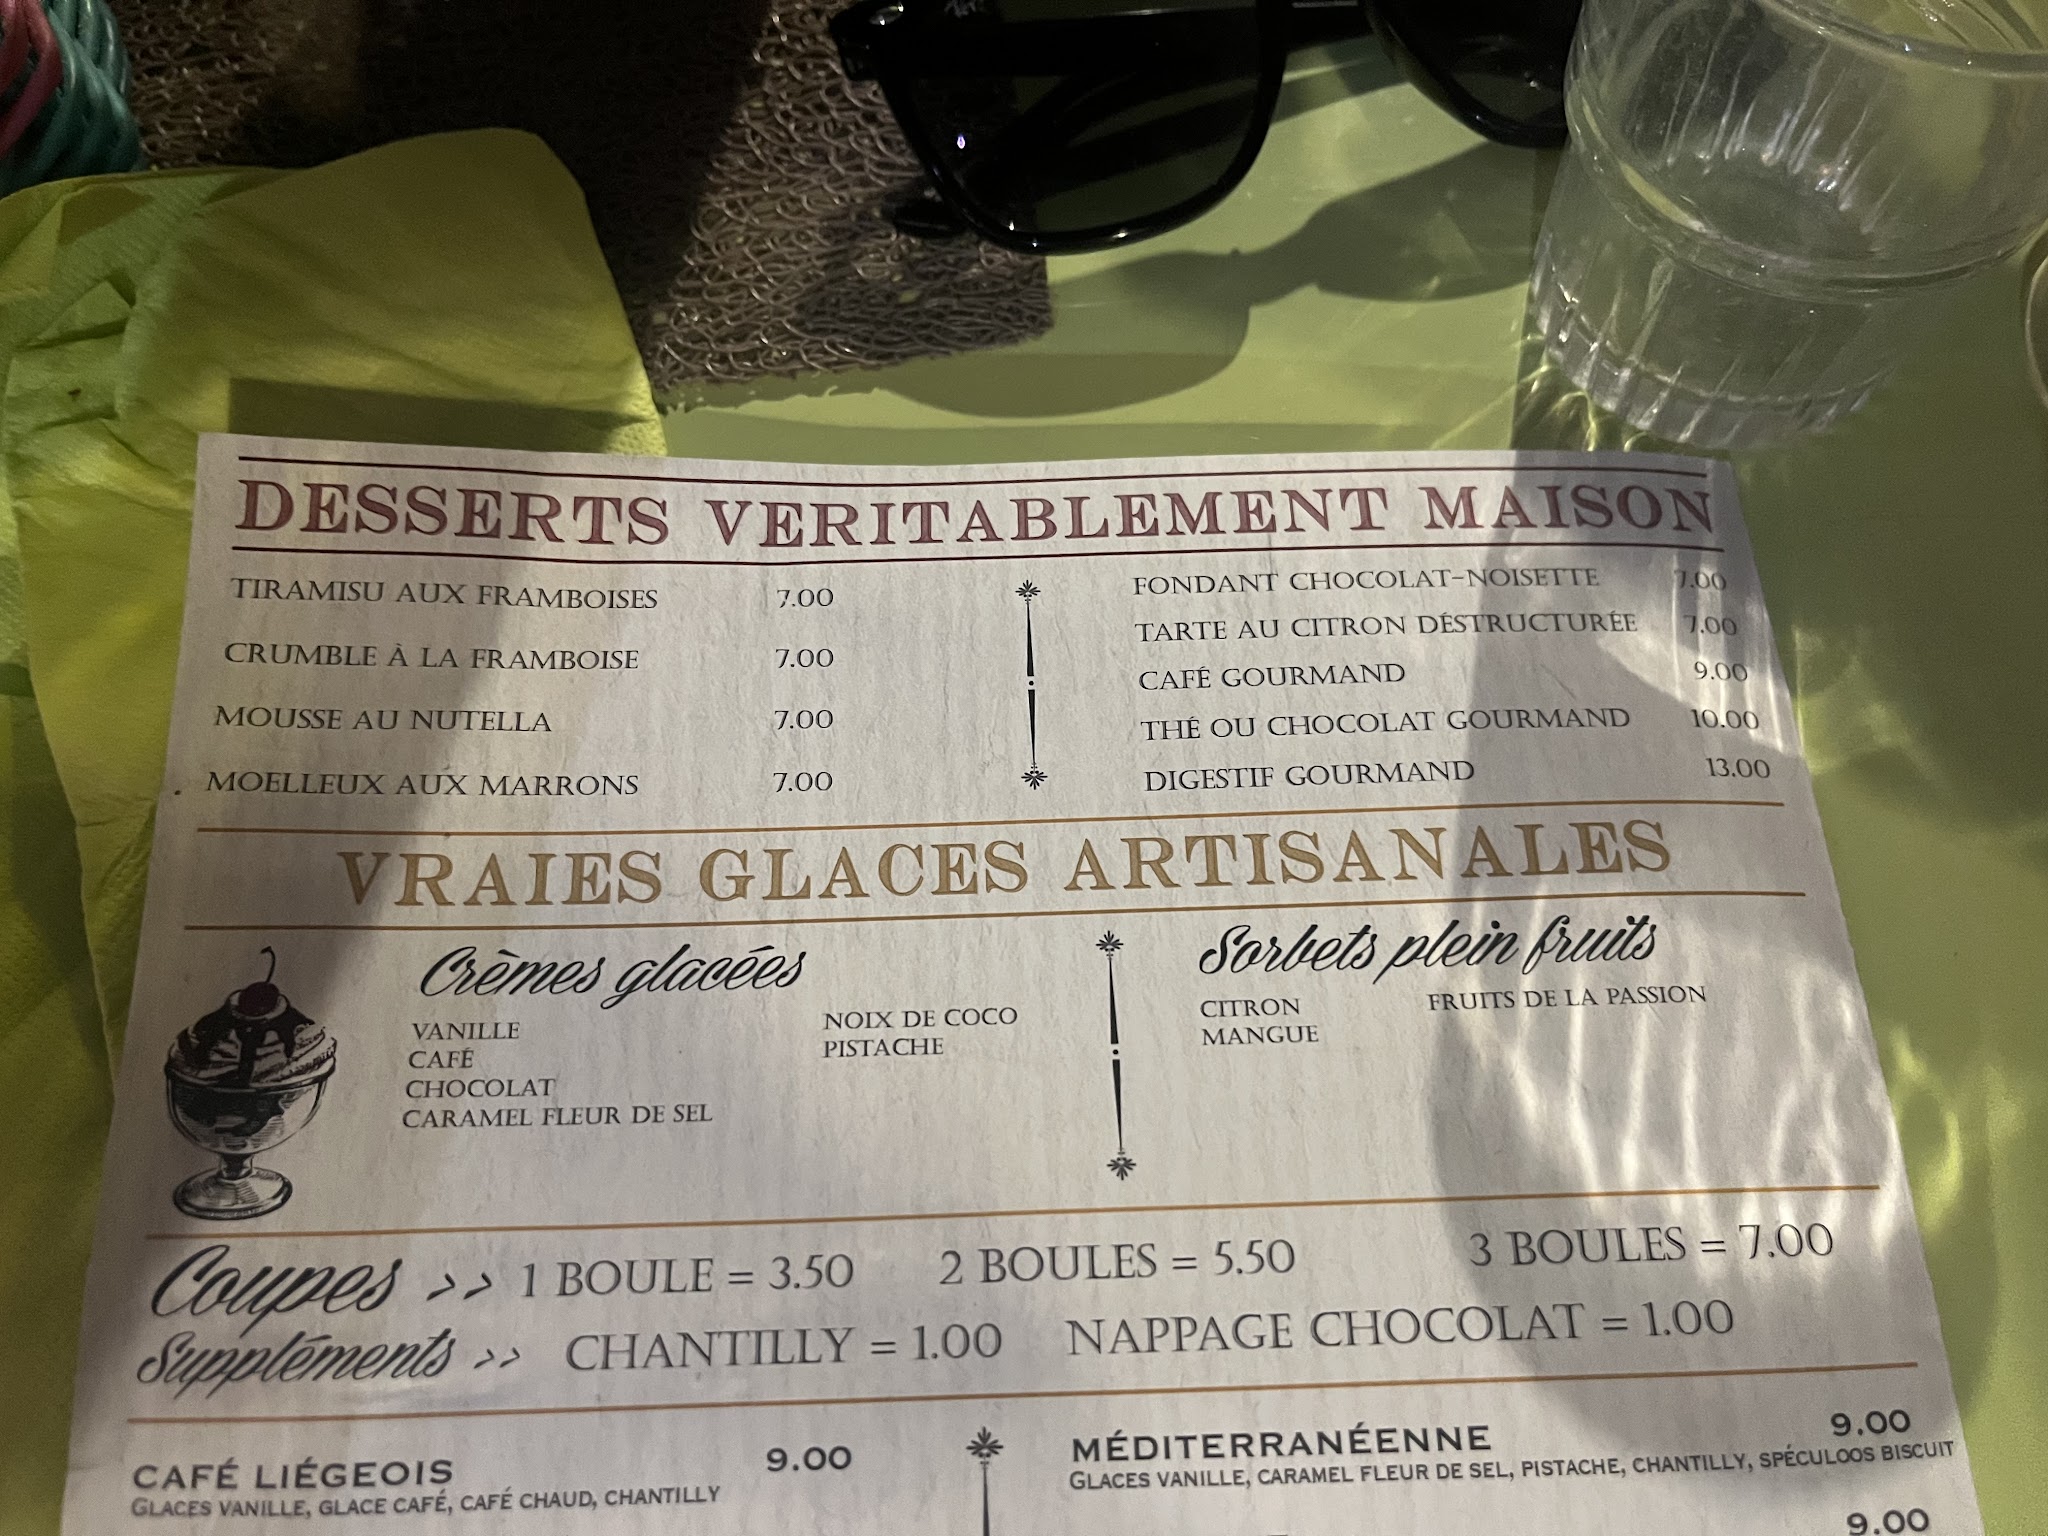 DESSERTS VERITABLEMENT MAISON
TIRAMISU AUX FRAMBOISES 7.00
CRUMBLE À LA FRAMBOISE 7.00
MOUSSE AU NUTELLA 7.00
MOELLEUX AUX MARRONS 7.00
FONDANT CHOCOLAT-NOISETTE 7.00
TARTE AU CITRON DÉSTRUCTURÉE 7.00
CAFÉ GOURMAND 9.00
THÉ OU CHOCOLAT GOURMAND 10.00
DIGESTIF GOURMAND 13.00
VRAIES GLACES ARTISANALES
Crèmes glacées
VANILLE
CAFÉ
CHOCOLAT
CARAMEL FLEUR DE SEL
NOIX DE COCO
PISTACHE
Sorbets plein fruits
CITRON
MANGUE
FRUITS DE LA PASSION
Coupes >> 1 BOULE = 3.50 2 BOULES = 5.50 3 BOULES = 7.00
Suppléments >> CHANTILLY = 1.00 NAPPAGE CHOCOLAT = 1.00
CAFÉ LIÉGEOIS 9.00
GLACES VANILLE, GLACE CAFÉ, CAFÉ CHAUD, CHANTILLY
MÉDITERRANÉENNE 9.00
GLACES VANILLE, CARAMEL FLEUR DE SEL, PISTACHE, CHANTILLY, SPÉCULOOS BISCUIT
9.00